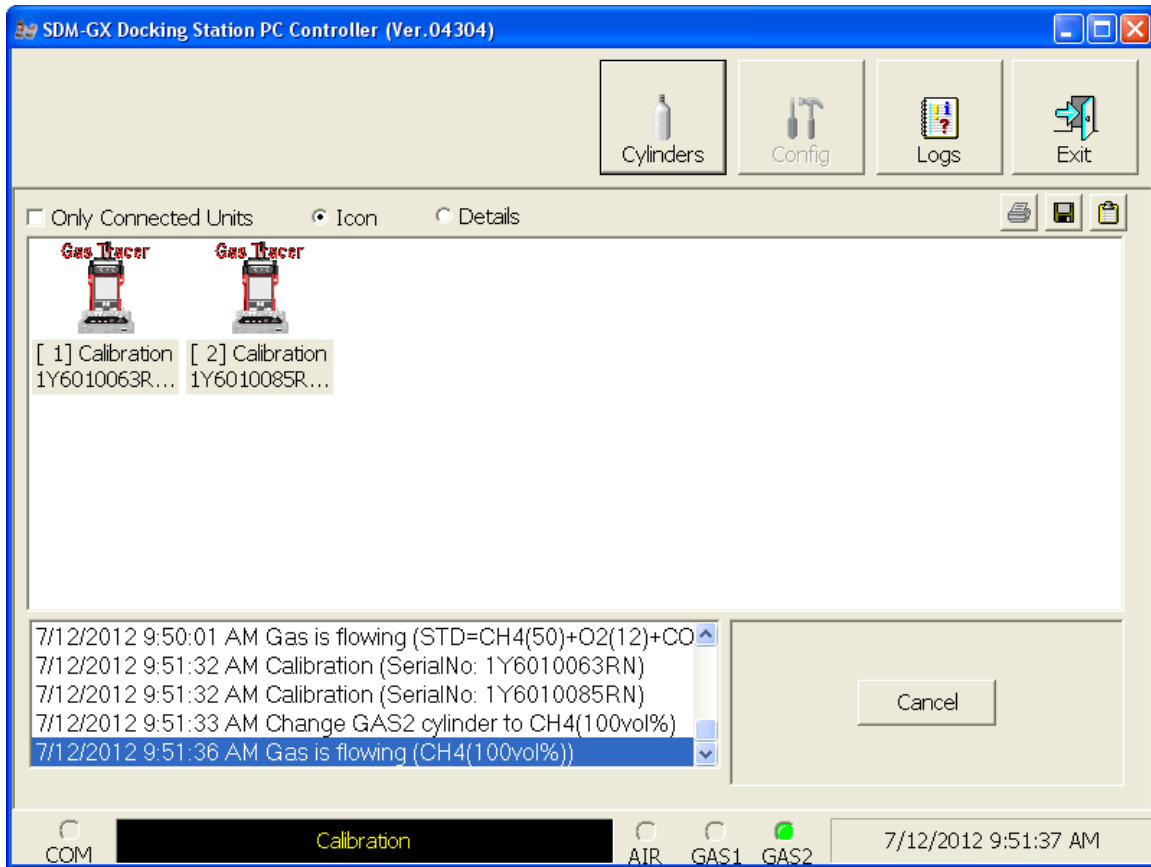 SDM-GX Docking Station PC Controller (Ver.04304)
Cylinders
Config
Logs
Exit
Only Connected Units
Icon
Details
Gas Tracer
Gas Tracer
[ 1] Calibration
1Y6010063R...
[ 2] Calibration
1Y6010085R...
7/12/2012 9:50:01 AM Gas is flowing (STD=CH4(50)+O2(12)+CO
7/12/2012 9:51:32 AM Calibration (SerialNo: 1Y6010063RN)
7/12/2012 9:51:32 AM Calibration (SerialNo: 1Y6010085RN)
7/12/2012 9:51:33 AM Change GAS2 cylinder to CH4(100vol%)
7/12/2012 9:51:36 AM Gas is flowing (CH4(100vol%))
Cancel
COM
Calibration
AIR
GAS1
GAS2
7/12/2012 9:51:37 AM